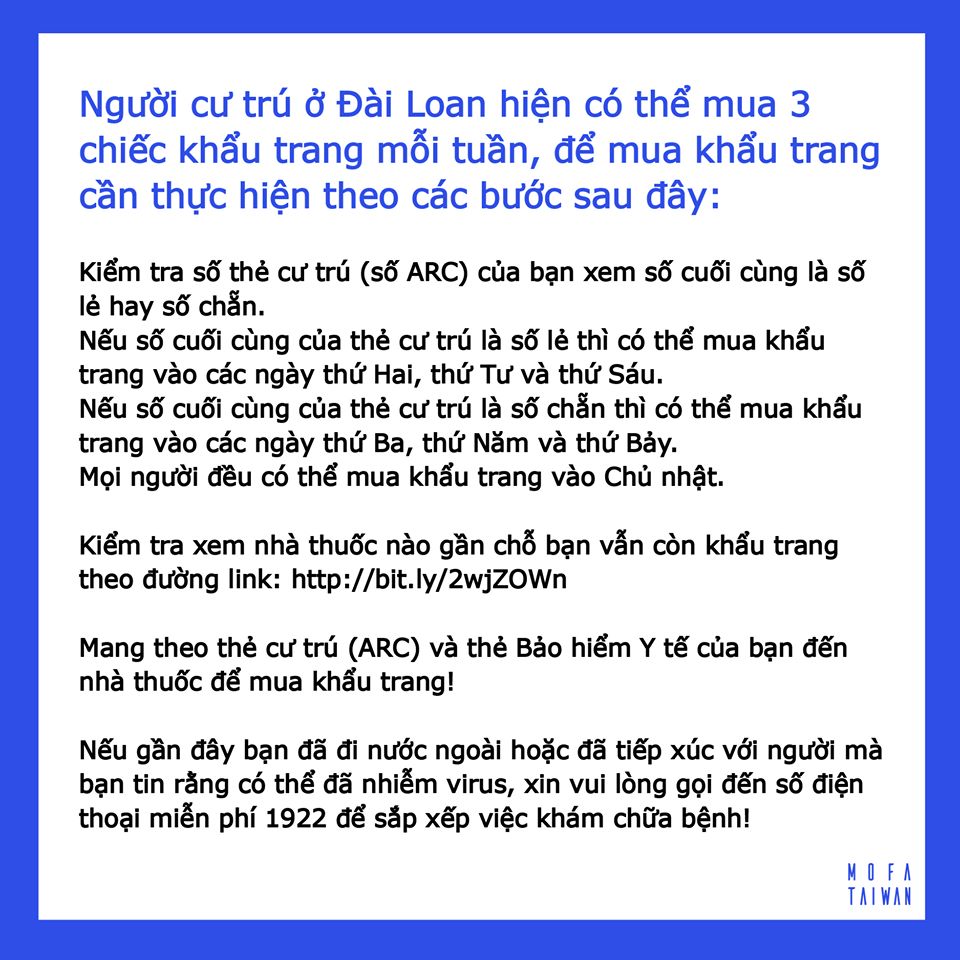 Người cư trú ở Đài Loan hiện có thể mua 3
chiếc khẩu trang mỗi tuần, để mua khẩu trang
cần thực hiện theo các bước sau đây:
Kiểm tra số thẻ cư trú (số ARC) của bạn xem số cuối cùng là số
lẻ hay số chẵn.
Nếu số cuối cùng của thẻ cư trú là số lẻ thì có thể mua khẩu
trang vào các ngày thứ Hai, thứ Tư và thứ Sáu.
Nếu số cuối cùng của thẻ cư trú là số chẵn thì có thể mua khẩu
trang vào các ngày thứ Ba, thứ Năm và thứ Bảy.
Mọi người đều có thể mua khẩu trang vào Chủ nhật.
Kiểm tra xem nhà thuốc nào gần chỗ bạn vẫn còn khẩu trang
theo đường link: http://bit.ly/2wjZOWn
Mang theo thẻ cư trú (ARC) và thẻ Bảo hiểm Y tế của bạn đến
nhà thuốc để mua khẩu trang!
Nếu gần đây bạn đã đi nước ngoài hoặc đã tiếp xúc với người mà
bạn tin rằng có thể đã nhiễm virus, xin vui lòng gọi đến số điện
thoại miễn phí 1922 để sắp xếp việc khám chữa bệnh!
MOFA
TAIWAN